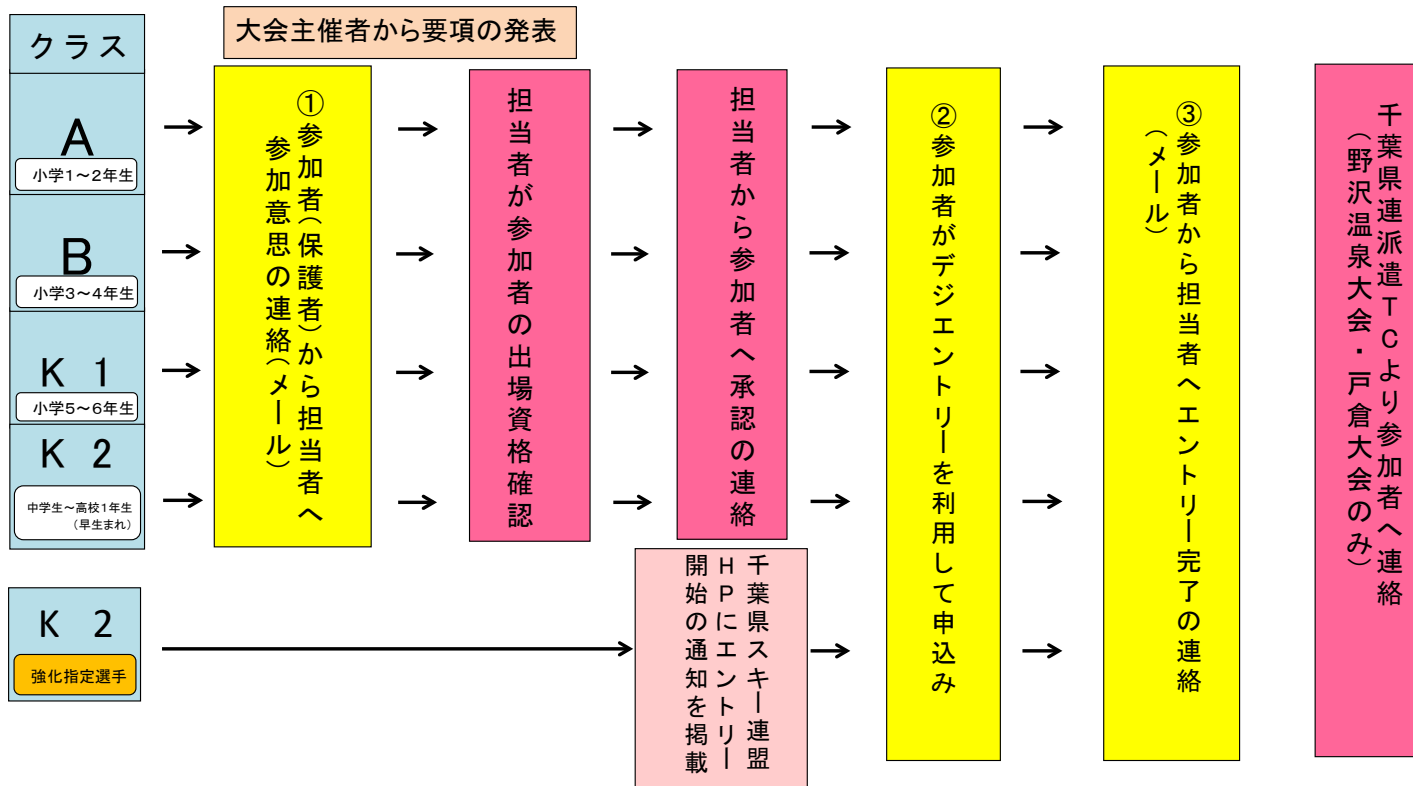 大会主催者から要項の発表
クラス
A
小学1~2年生
B
小学3~4年生
K 1
小学5~6年生
K 2
中学生~高校1年生
(早生まれ)
K 2
強化指定選手
①参加者(保護者)から担当者へ
参加意思の連絡(メール)
担当者が参加者の出場資格確認
担当者から参加者へ承認の連絡
千葉県スキー連盟
HPにエントリー
開始の通知を掲載
②参加者がデジエントリーを利用して申込み
③参加者から担当者へエントリー完了の連絡
(メール)
千葉県連派遣TCより参加者へ連絡
(野沢温泉大会・戸倉大会のみ)